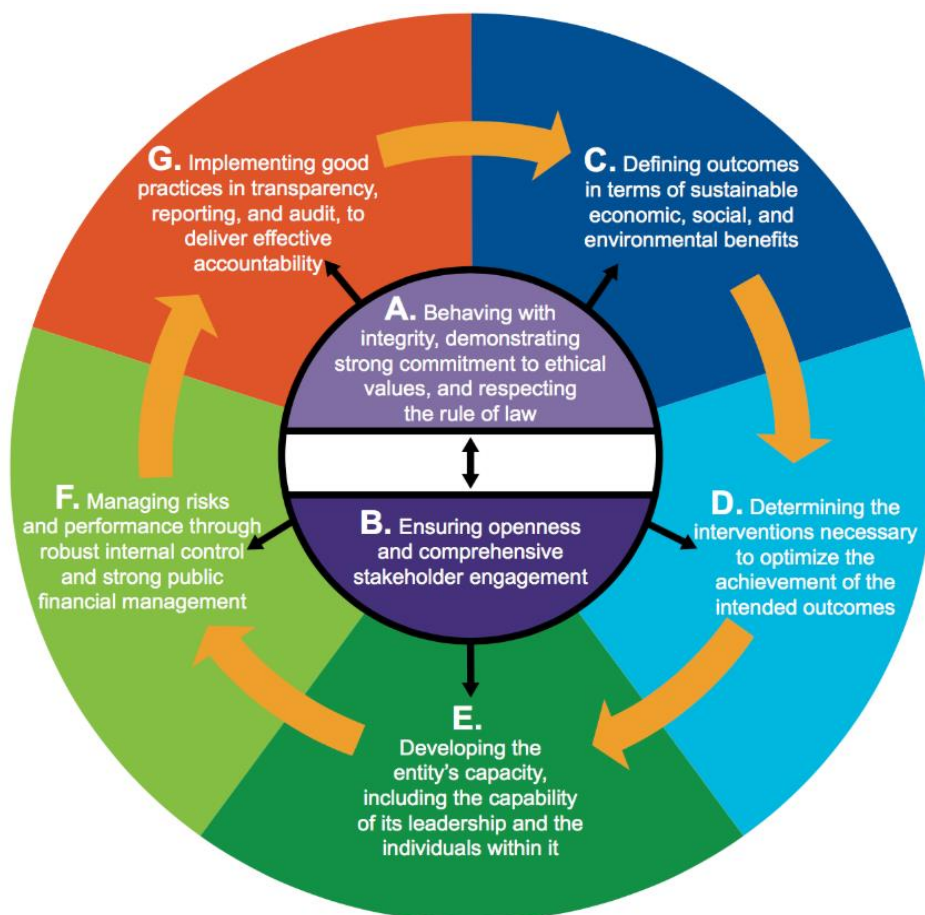 G. Implementing good
practices in transparency,
reporting, and audit, to
deliver effective
accountability
C. Defining outcomes
in terms of sustainable
economic, social, and
environmental benefits
A. Behaving with
integrity, demonstrating
strong commitment to ethical
values, and respecting
the rule of law
F. Managing risks
and performance through
robust internal control
and strong public
financial management
B. Ensuring openness
and comprehensive
stakeholder engagement
D. Determining the
interventions necessary
to optimize the
achievement of the
intended outcomes
E.
Developing the
entity's capacity,
including the capability
of its leadership and the
individuals within it